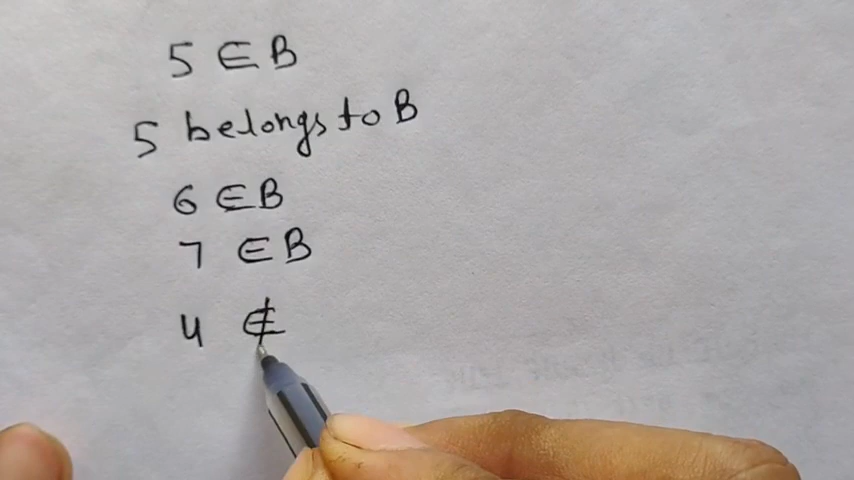 5 ∈ B
5 belongs to B
6 ∈ B
7 ∈ B
4 ∉